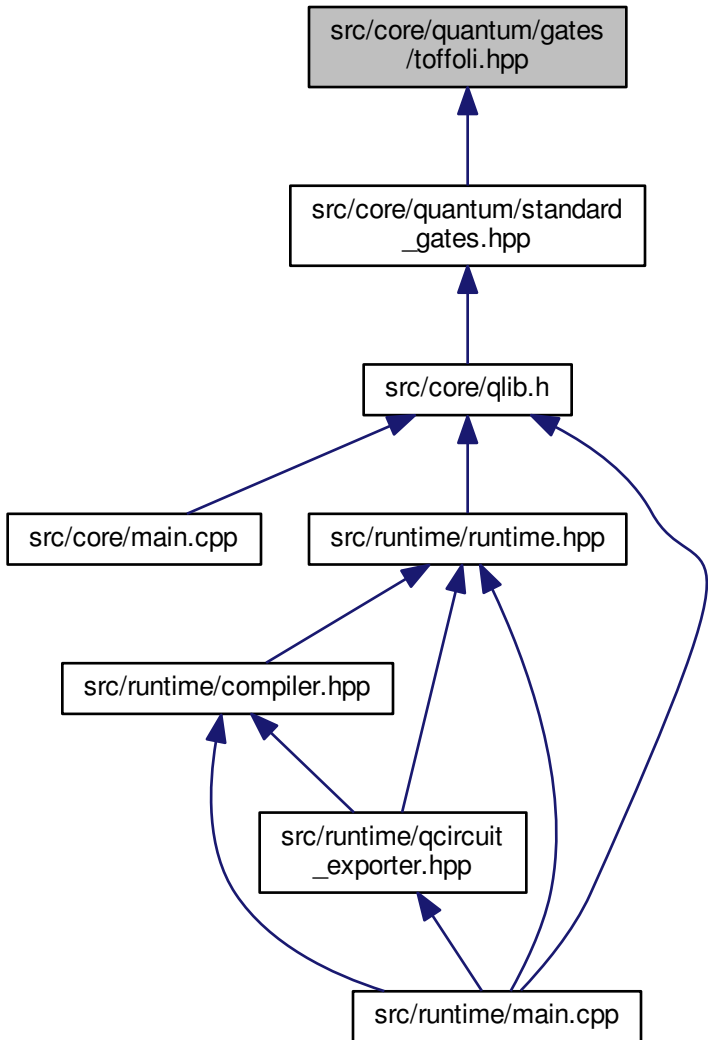 src/core/quantum/gates
/toffoli.hpp
src/core/quantum/standard
_gates.hpp
src/core/qlib.h
src/core/main.cpp
src/runtime/runtime.hpp
src/runtime/compiler.hpp
src/runtime/qcircuit
_exporter.hpp
src/runtime/main.cpp